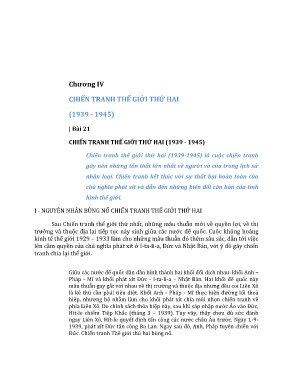 Chương IV
CHIẾN TRANH THẾ GIỚI THỨ HAI
(1939 - 1945)
| Bài 21
CHIẾN TRANH THẾ GIỚI THỨ HAI (1939 - 1945)
Chiến tranh thế giới thứ hai (1939-1945) là cuộc chiến tranh
gây nên những tổn thất lớn nhất về người và của trong lịch sử
nhân loại. Chiến tranh kết thúc với sự thất bại hoàn toàn của
chủ nghĩa phát xít và dẫn đến những biến đổi căn bản của tình
hình thế giới.
I - NGUYÊN NHÂN BÙNG NỔ CHIẾN TRANH THẾ GIỚI THỨ HAI
Sau Chiến tranh thế giới thứ nhất, những mâu thuẫn mới về quyền lợi, về thị
trường và thuộc địa lại tiếp tục nảy sinh giữa các nước đế quốc. Cuộc khủng hoảng
kinh tế thế giới 1929 – 1933 làm cho những mâu thuẫn đó thêm sâu sắc, dẫn tới việc
lên cầm quyền của chủ nghĩa phát xít ở I-ta-li-a, Đức và Nhật Bản, với ý đồ gây chiến
tranh chia lại thế giới.
Giữa các nước đế quốc dần dần hình thành hai khối đối địch nhau: khối Anh –
Pháp - Mĩ và khối phát xít Đức - I-ta-li-a – Nhật Bản. Hai khối đế quốc này
mâu thuẫn gay gắt với nhau về thị trường và thuộc địa nhưng đều coi Liên Xô
là kẻ thù cần phải tiêu diệt. Khối Anh - Pháp - Mĩ thực hiện đường lối thoả
hiệp, nhượng bộ nhằm làm cho khối phát xít chĩa mũi nhọn chiến tranh về
phía Liên Xô. Do chính sách thỏa hiệp này, sau khi sáp nhập nước Áo vào Đức,
Hít-le chiếm Tiệp Khắc (tháng 3 – 1939). Tuy vậy, thấy chưa đủ sức đánh
ngay Liên Xô, Hít-le quyết định tấn công các nước châu Âu trước. Ngày 1-9-
1939, phát xít Đức tấn công Ba Lan. Ngay sau đó, Anh, Pháp tuyên chiến với
Đức. Chiến tranh Thế giới thứ hai bùng nổ.